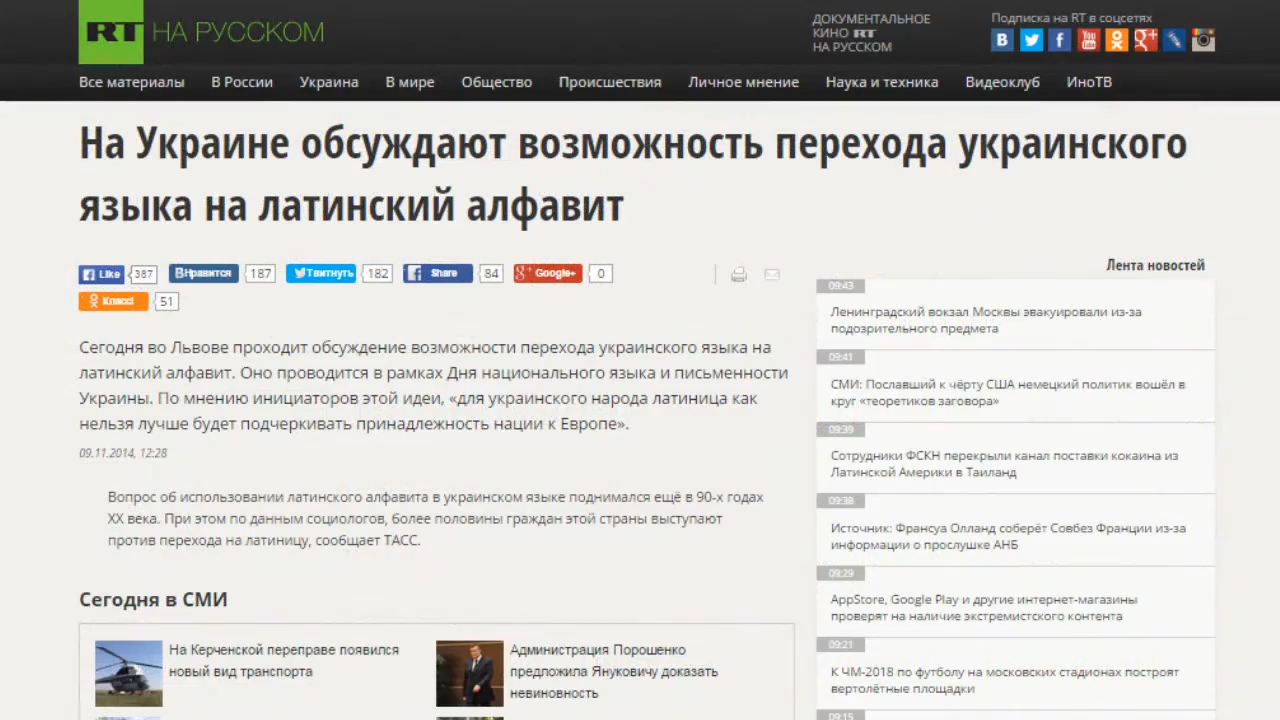 RT НА РУССКОМ
ДОКУМЕНТАЛЬНОЕ
КИНО RT
НА РУССКОМ
Подписка на RT в соцсетях
Все материалы В России Украина В мире Общество Происшествия Личное мнение Наука и техника Видеоклуб ИноТВ
На Украине обсуждают возможность перехода украинского
языка на латинский алфавит
Like 387 Нравится 187 Твитнуть 182 Share 84 Google+ 0
Класс! 51
Сегодня во Львове проходит обсуждение возможности перехода украинского языка на
латинский алфавит. Оно проводится в рамках Дня национального языка и письменности
Украины. По мнению инициаторов этой идеи, «для украинского народа латиница как
нельзя лучше будет подчеркивать принадлежность нации к Европе».
09.11.2014, 12:28
Вопрос об использовании латинского алфавита в украинском языке поднимался ещё в 90-х годах
XX века. При этом по данным социологов, более половины граждан этой страны выступают
против перехода на латиницу, сообщает ТАСС.
Сегодня в СМИ
На Керченской переправе появился
новый вид транспорта
Администрация Порошенко
предложила Януковичу доказать
невиновность
Лента новостей
09:43
Ленинградский вокзал Москвы эвакуировали из-за
подозрительного предмета
09:41
СМИ: Пославший к чёрту США немецкий политик вошёл в
круг «теоретиков заговора»
09:39
Сотрудники ФСКН перекрыли канал поставки кокаина из
Латинской Америки в Таиланд
09:38
Источник: Франсуа Олланд соберёт Совбез Франции из-за
информации о прослушке АНБ
09:29
AppStore, Google Play и другие интернет-магазины
проверят на наличие экстремистского контента
09:21
К ЧМ-2018 по футболу на московских стадионах построят
вертолётные площадки
09:15